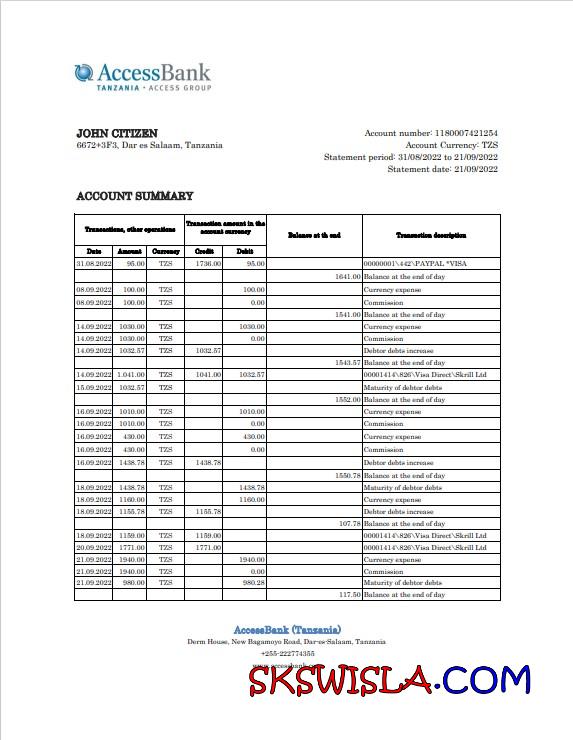 AccessBank
TANZANIA • ACCESS GROUP
JOHN CITIZEN
6672+3F3, Dar es Salaam, Tanzania
Account number: 1180007421254
Account Currency: TZS
Statement period: 31/08/2022 to 21/09/2022
Statement date: 21/09/2022
ACCOUNT SUMMARY
Transactions, other operations Transaction amount in the account currency Balance at th end Transaction description
Date Amount Currency Credit Debit
31.08.2022 95.00 TZS 1736.00 95.00 00000001\442\PAYPAL *VISA
1641.00 Balance at the end of day
08.09.2022 100.00 TZS 100.00 Currency expense
08.09.2022 100.00 TZS 0.00 Commission
1541.00 Balance at the end of day
14.09.2022 1030.00 TZS 1030.00 Currency expense
14.09.2022 1030.00 TZS 0.00 Commission
14.09.2022 1032.57 TZS 1032.57 Debtor debts increase
1543.57 Balance at the end of day
14.09.2022 1.041.00 TZS 1041.00 1032.57 00001414\826\Visa Direct\Skrill Ltd
15.09.2022 1032.57 TZS Maturity of debtor debts
1552.00 Balance at the end of day
16.09.2022 1010.00 TZS 1010.00 Currency expense
16.09.2022 1010.00 TZS 0.00 Commission
16.09.2022 430.00 TZS 430.00 Currency expense
16.09.2022 430.00 TZS 0.00 Commission
16.09.2022 1438.78 TZS 1438.78 Debtor debts increase
1550.78 Balance at the end of day
18.09.2022 1438.78 TZS 1438.78 Maturity of debtor debts
18.09.2022 1160.00 TZS 1160.00 Currency expense
18.09.2022 1155.78 TZS 1155.78 Debtor debts increase
107.78 Balance at the end of day
18.09.2022 1159.00 TZS 1159.00 00001414\826\Visa Direct\Skrill Ltd
20.09.2022 1771.00 TZS 1771.00 00001414\826\Visa Direct\Skrill Ltd
21.09.2022 1940.00 TZS 1940.00 Currency expense
21.09.2022 1940.00 TZS 0.00 Commission
21.09.2022 980.00 TZS 980.28 Maturity of debtor debts
117.50 Balance at the end of day
AccessBank (Tanzania)
Derm House, New Bagamoyo Road, Dar-es-Salaam, Tanzania
+255-222774355
SKSWISLA.COM